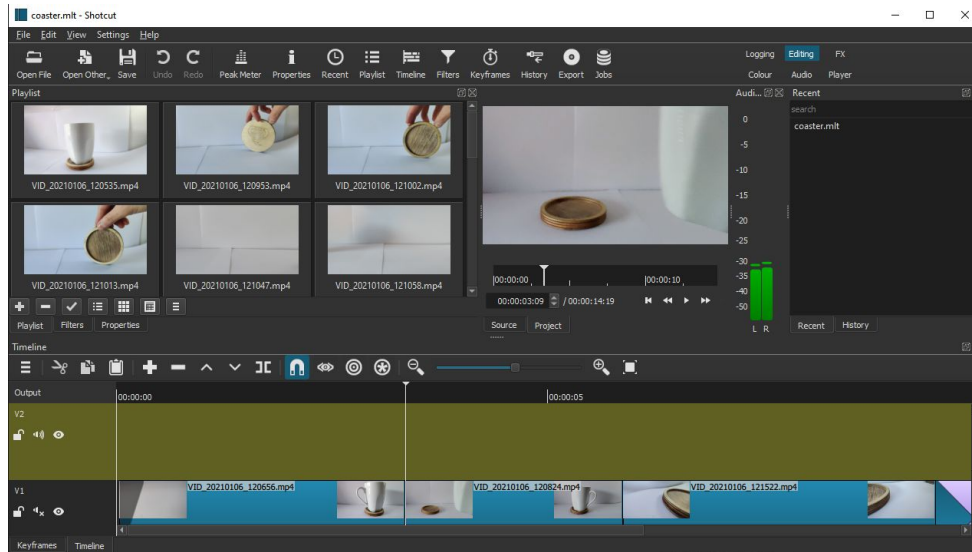 coaster.mlt - Shotcut
File Edit View Settings Help
Open File Open Other... Save Undo Redo Peak Meter Properties Recent Playlist Timeline Filters Keyframes History Export Jobs
Logging Editing FX
Colour Audio Player
Playlist
Audi...
Recent
VID_20210106_120535.mp4 VID_20210106_120953.mp4 VID_20210106_121002.mp4
VID_20210106_121013.mp4 VID_20210106_121047.mp4 VID_20210106_121058.mp4
Playlist Filters Properties
00:00:00 00:00:10
00:00:03:09 / 00:00:14:19
Source Project
0
-5
-10
-15
-20
-25
-30
-35
-40
-50
L R
search
coaster.mlt
Recent History
Timeline
Output 00:00:00 00:00:05
V2
V1
VID_20210106_120656.mp4 VID_20210106_120824.mp4 VID_20210106_121522.mp4
Keyframes Timeline